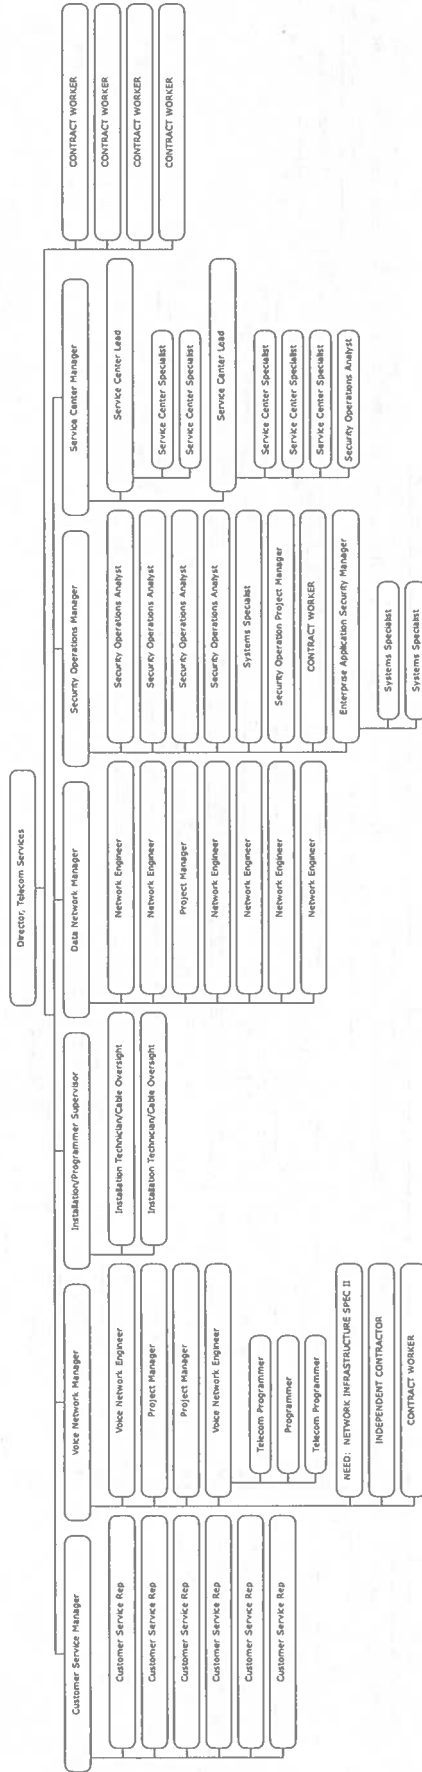 Director, Telecom Services
Customer Service Manager
Customer Service Rep
Customer Service Rep
Customer Service Rep
Customer Service Rep
Customer Service Rep
Customer Service Rep
Voice Network Manager
Voice Network Engineer
Project Manager
Project Manager
Voice Network Engineer
Telecom Programmer
Programmer
Telecom Programmer
NEED: NETWORK INFRASTRUCTURE SPEC II
INDEPENDENT CONTRACTOR
CONTRACT WORKER
Installation/Programmer Supervisor
Installation Technician/Cable Oversight
Installation Technician/Cable Oversight
Data Network Manager
Network Engineer
Network Engineer
Project Manager
Network Engineer
Network Engineer
Network Engineer
Network Engineer
Security Operations Manager
Security Operations Analyst
Security Operations Analyst
Security Operations Analyst
Security Operations Analyst
Systems Specialist
Security Operation Project Manager
CONTRACT WORKER
Enterprise Application Security Manager
Systems Specialist
Systems Specialist
Service Center Manager
Service Center Lead
Service Center Specialist
Service Center Specialist
Service Center Lead
Service Center Specialist
Service Center Specialist
Service Center Specialist
Security Operations Analyst
CONTRACT WORKER
CONTRACT WORKER
CONTRACT WORKER
CONTRACT WORKER